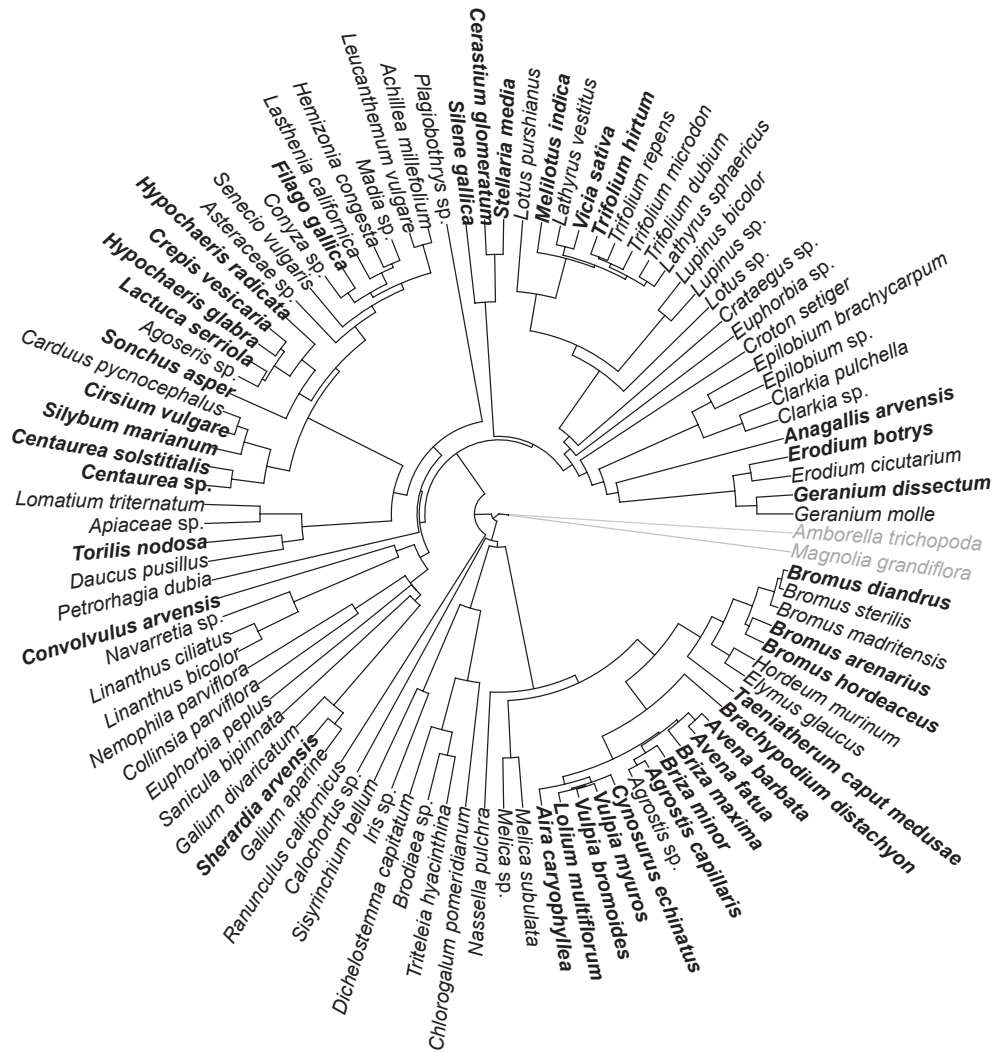 Cerastium glomeratum
Stellaria media
Lotus purshianus
Melilotus indica
Lathyrus vestitus
Vicia sativa
Trifolium hirtum
Trifolium repens
Trifolium microdon
Trifolium dubium
Lathyrus sphaericus
Lupinus bicolor
Lupinus sp.
Lotus sp.
Crataegus sp.
Euphorbia sp.
Croton setiger
Epilobium brachycarpum
Epilobium sp.
Clarkia pulchella
Clarkia sp.
Anagallis arvensis
Erodium botrys
Erodium cicutarium
Geranium dissectum
Geranium molle
Amborella trichopoda
Magnolia grandiflora
Bromus diandrus
Bromus sterilis
Bromus madritensis
Bromus arenarius
Bromus hordeaceus
Hordeum murinum
Elymus glaucus
Taeniatherum caput medusae
Brachypodium distachyon
Avena barbata
Avena fatua
Briza maxima
Briza minor
Agrostis capillaris
Agrostis sp.
Cynosurus echinatus
Vulpia myuros
Vulpia bromoides
Lolium multiflorum
Aira caryophyllea
Melica subulata
Melica sp.
Nassella pulchra
Chlorogalum pomeridianum
Triteleia hyacinthina
Brodiaea sp.
Dichelostemma capitatum
Iris sp.
Sisyrinchium bellum
Calochortus sp.
Ranunculus californicus
Galium aparine
Sherardia arvensis
Galium divaricatum
Sanicula bipinnata
Euphorbia peplus
Collinsia parviflora
Nemophila parviflora
Linanthus bicolor
Linanthus ciliatus
Navarretia sp.
Convolvulus arvensis
Petrorhagia dubia
Daucus pusillus
Torilis nodosa
Apiaceae sp.
Lomatium triternatum
Centaurea sp.
Centaurea solstitialis
Silybum marianum
Cirsium vulgare
Carduus pycnocephalus
Sonchus asper
Agoseris sp.
Lactuca serriola
Hypochaeris glabra
Crepis vesicaria
Hypochaeris radicata
Asteraceae sp.
Senecio vulgaris
Conyza sp.
Filago gallica
Lasthenia californica
Hemizonia congesta
Madia sp.
Leucanthemum vulgare
Achillea millefolium
Plagiobothrys sp.
Silene gallica